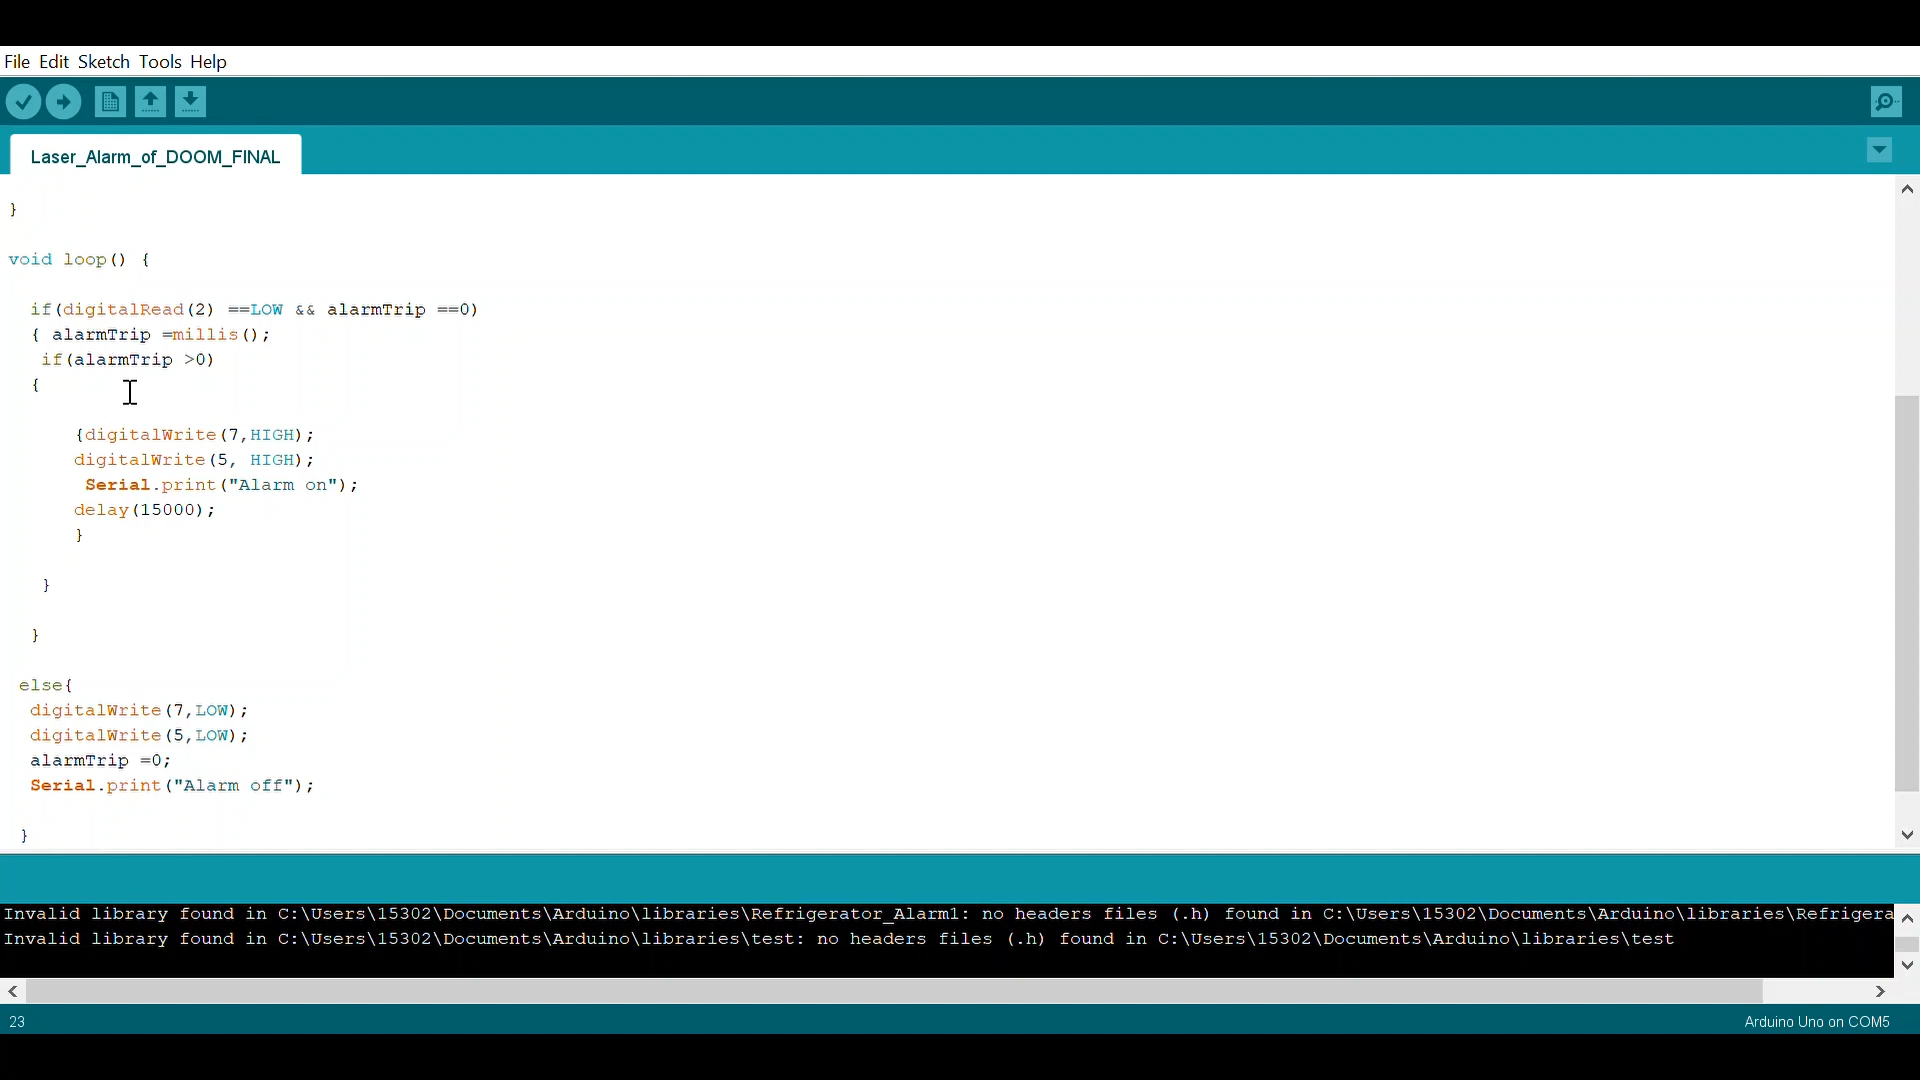 File Edit Sketch Tools Help
Laser_Alarm_of_DOOM_FINAL
}
void loop() {
if(digitalRead(2) ==LOW && alarmTrip ==0)
{ alarmTrip =millis();
if(alarmTrip >0)
{
{digitalWrite(7,HIGH);
digitalWrite(5, HIGH);
Serial.print("Alarm on");
delay(15000);
}
}
}
else{
digitalWrite(7,LOW);
digitalWrite(5,LOW);
alarmTrip =0;
Serial.print("Alarm off");
}
Invalid library found in C:\Users\15302\Documents\Arduino\libraries\Refrigerator_Alarm1: no headers files (.h) found in C:\Users\15302\Documents\Arduino\libraries\Refrigera
Invalid library found in C:\Users\15302\Documents\Arduino\libraries\test: no headers files (.h) found in C:\Users\15302\Documents\Arduino\libraries\test
23
Arduino Uno on COM5